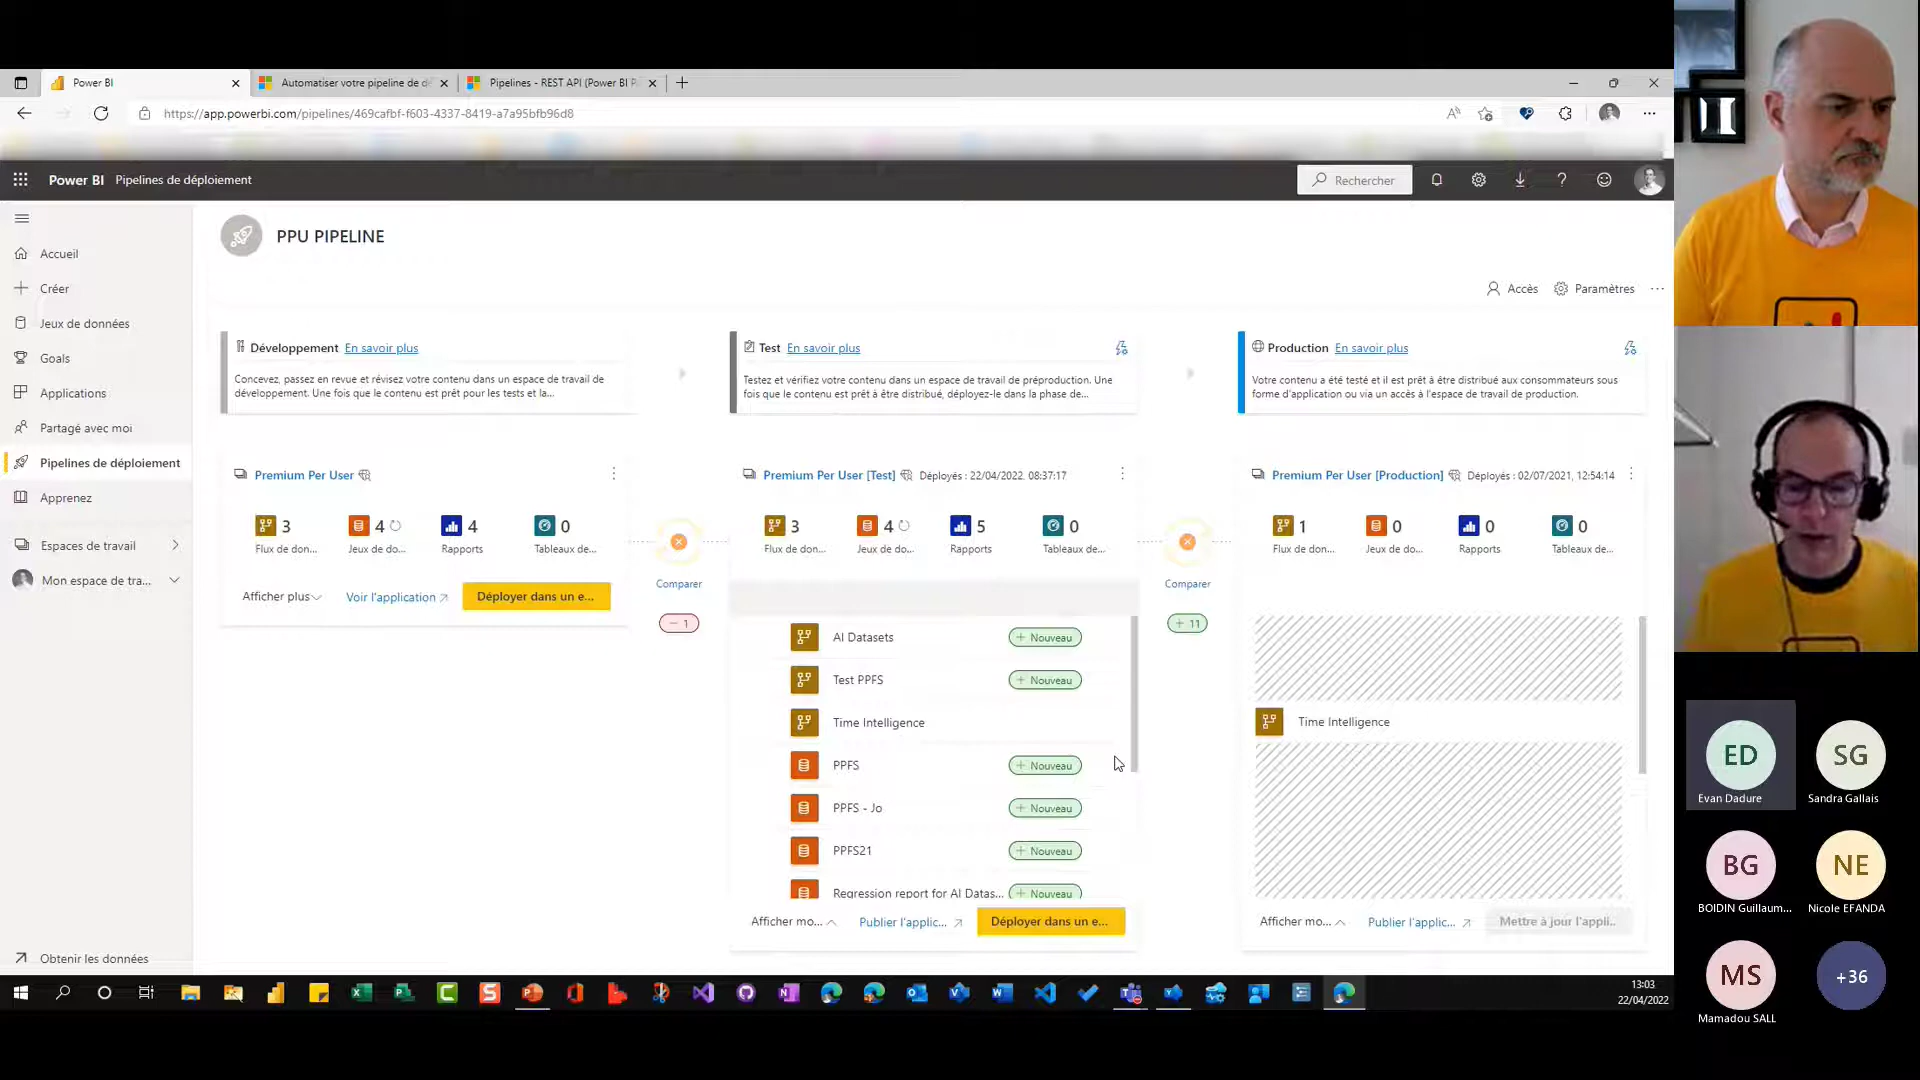 Power BI
Automatiser votre pipeline de dé
Pipelines - REST API (Power BI P
https://app.powerbi.com/pipelines/469cafbf-f603-4337-8419-a7a95bfb96d8
Power BI Pipelines de déploiement
Rechercher
PPU PIPELINE
Accueil
Créer
Jeux de données
Goals
Applications
Partagé avec moi
Pipelines de déploiement
Apprenez
Espaces de travail
Mon espace de tra...
Obtenir les données
Accès
Paramètres
Développement En savoir plus
Concevez, passez en revue et révisez votre contenu dans un espace de travail de
développement. Une fois que le contenu est prêt pour les tests et la...
Test En savoir plus
Testez et vérifiez votre contenu dans un espace de travail de préproduction. Une
fois que le contenu est prêt à être distribué, déployez-le dans la phase de...
Production En savoir plus
Votre contenu a été testé et il est prêt à être distribué aux consommateurs sous
forme d'application ou via un accès à l'espace de travail de production.
Premium Per User
3 4 4 0
Flux de don... Jeux de do... Rapports Tableaux de...
Afficher plus Voir l'application Déployer dans un e...
Comparer
− 1
Premium Per User [Test] Déployés : 22/04/2022, 08:37:17
3 4 5 0
Flux de don... Jeux de do... Rapports Tableaux de...
AI Datasets + Nouveau
Test PPFS + Nouveau
Time Intelligence
PPFS + Nouveau
PPFS - Jo + Nouveau
PPFS21 + Nouveau
Regression report for AI Datas... + Nouveau
Afficher mo... Publier l'applic... Déployer dans un e...
Comparer
+ 11
Premium Per User [Production] Déployés : 02/07/2021, 12:54:14
1 0 0 0
Flux de don... Jeux de do... Rapports Tableaux de...
Time Intelligence
Afficher mo... Publier l'applic... Mettre à jour l'appli..
13:03
22/04/2022
ED
Evan Dadure
SG
Sandra Gallais
BG
BOIDIN Guillaum...
NE
Nicole EFANDA
MS
Mamadou SALL
+36